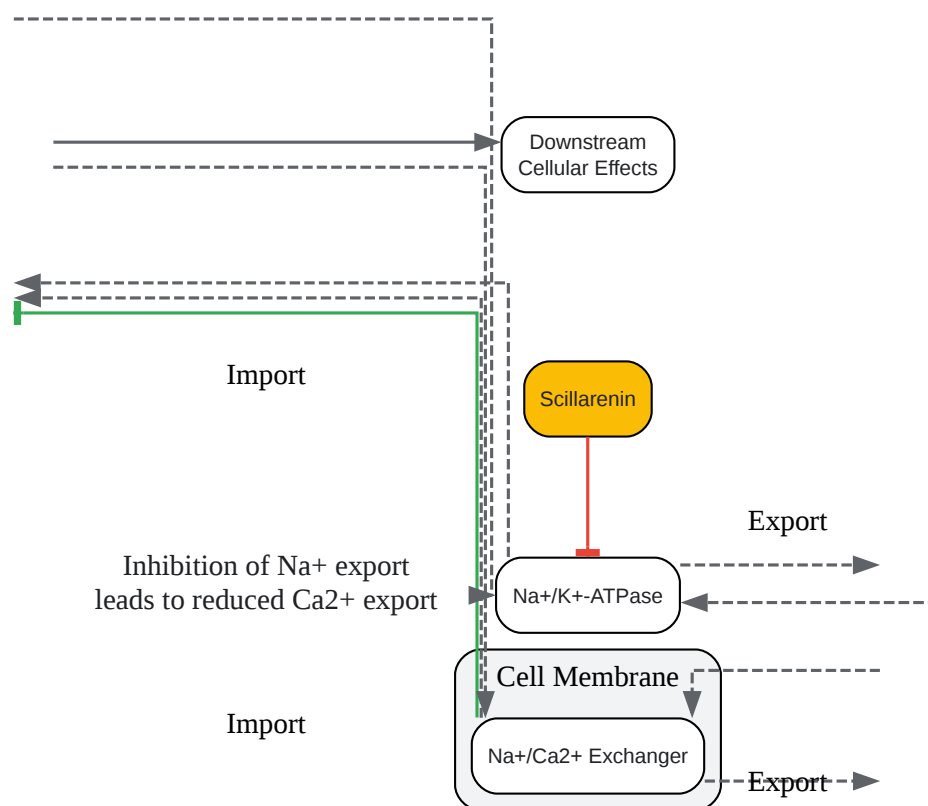 Downstream
Cellular Effects
Import
Scillarenin
Export
Inhibition of Na+ export
leads to reduced Ca2+ export
Na+/K+-ATPase
Cell Membrane
Import
Na+/Ca2+ Exchanger
Export